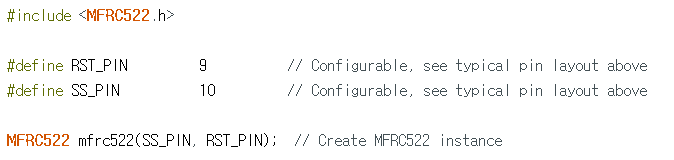 #include <MFRC522.h>
#define RST_PIN 9 // Configurable, see typical pin layout above
#define SS_PIN 10 // Configurable, see typical pin layout above
MFRC522 mfrc522(SS_PIN, RST_PIN); // Create MFRC522 instance